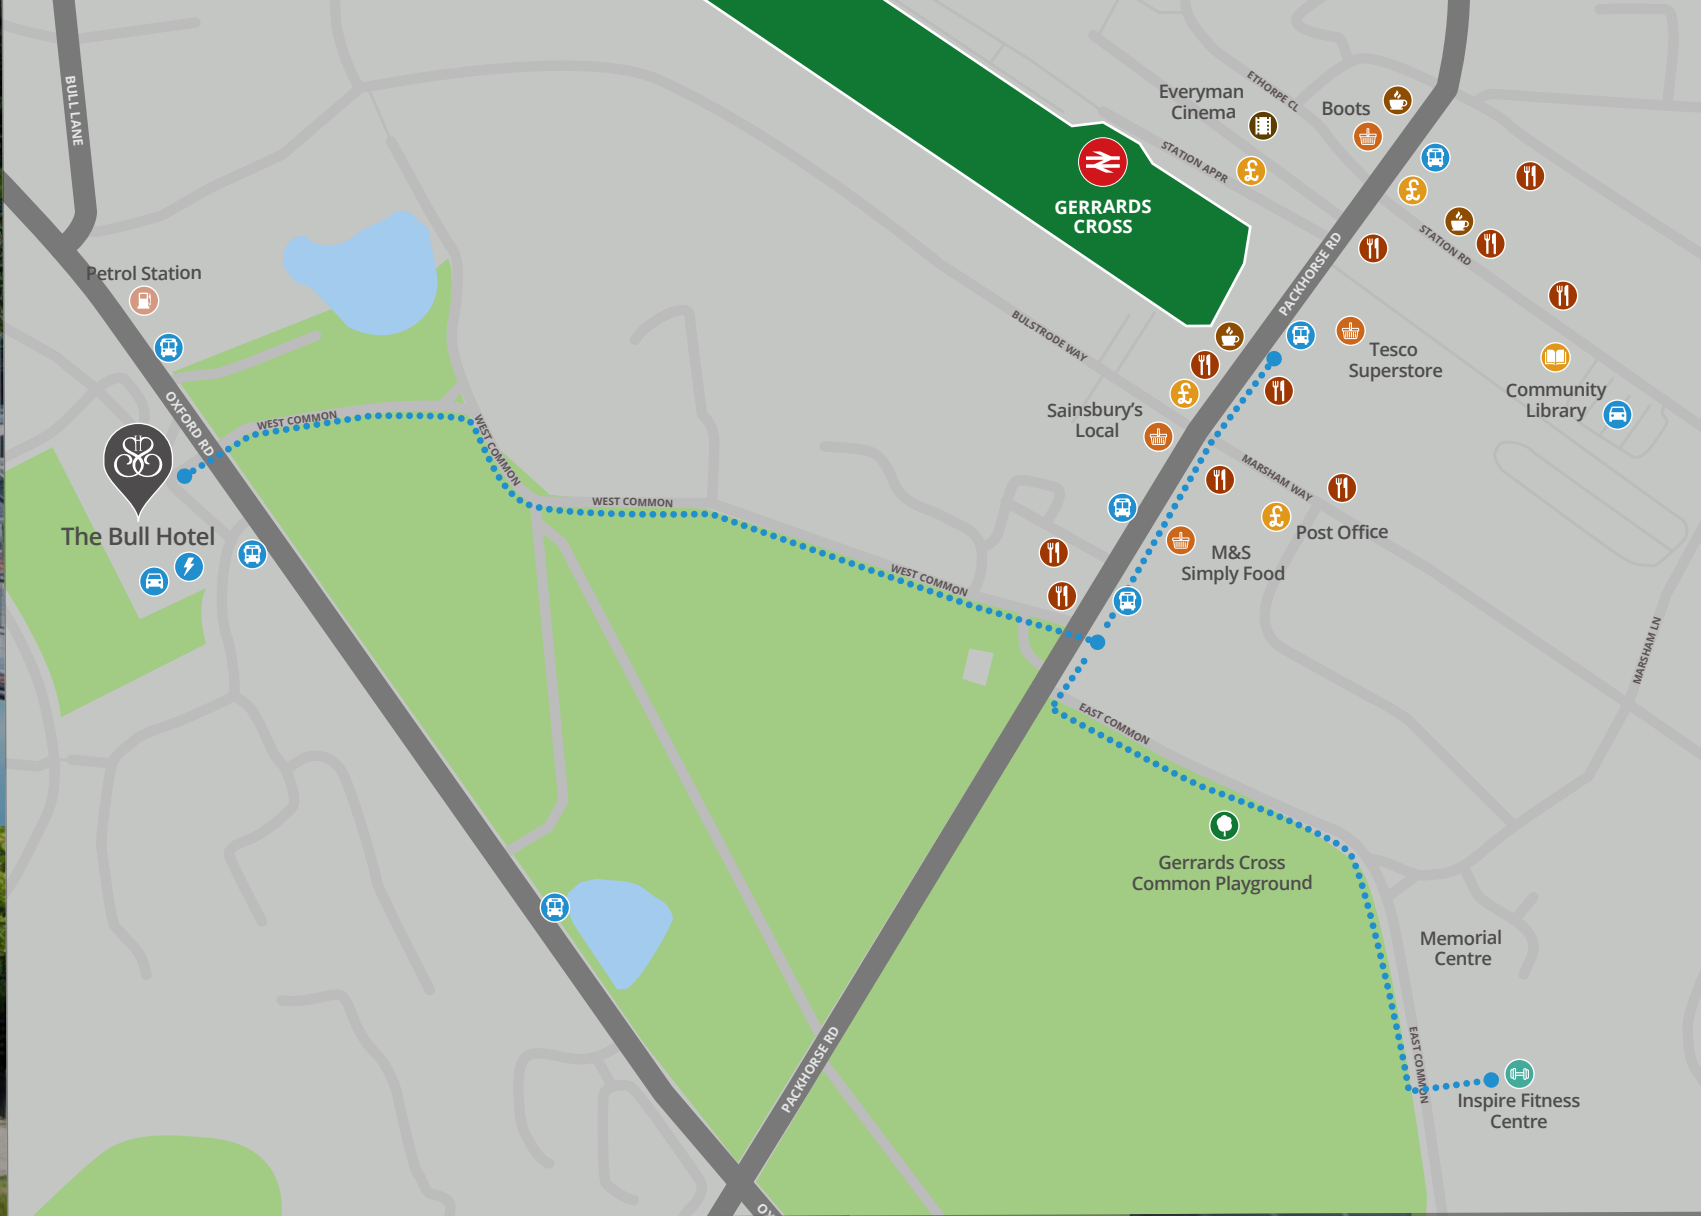 BULL LANE
ETHORPE CL
Everyman
Cinema
Boots
STATION APPR
GERRARDS
CROSS
PACKHORSE RD
STATION RD
Petrol Station
BULSTRODE WAY
Tesco
Superstore
Community
Library
OXFORD RD
WEST COMMON
WEST COMMON
Sainsbury's
Local
MARSHAM WAY
WEST COMMON
The Bull Hotel
Post Office
M&S
Simply Food
WEST COMMON
MARSHAM LN
EAST COMMON
Gerrards Cross
Common Playground
Memorial
Centre
PACKHORSE RD
EAST COMMON
Inspire Fitness
Centre